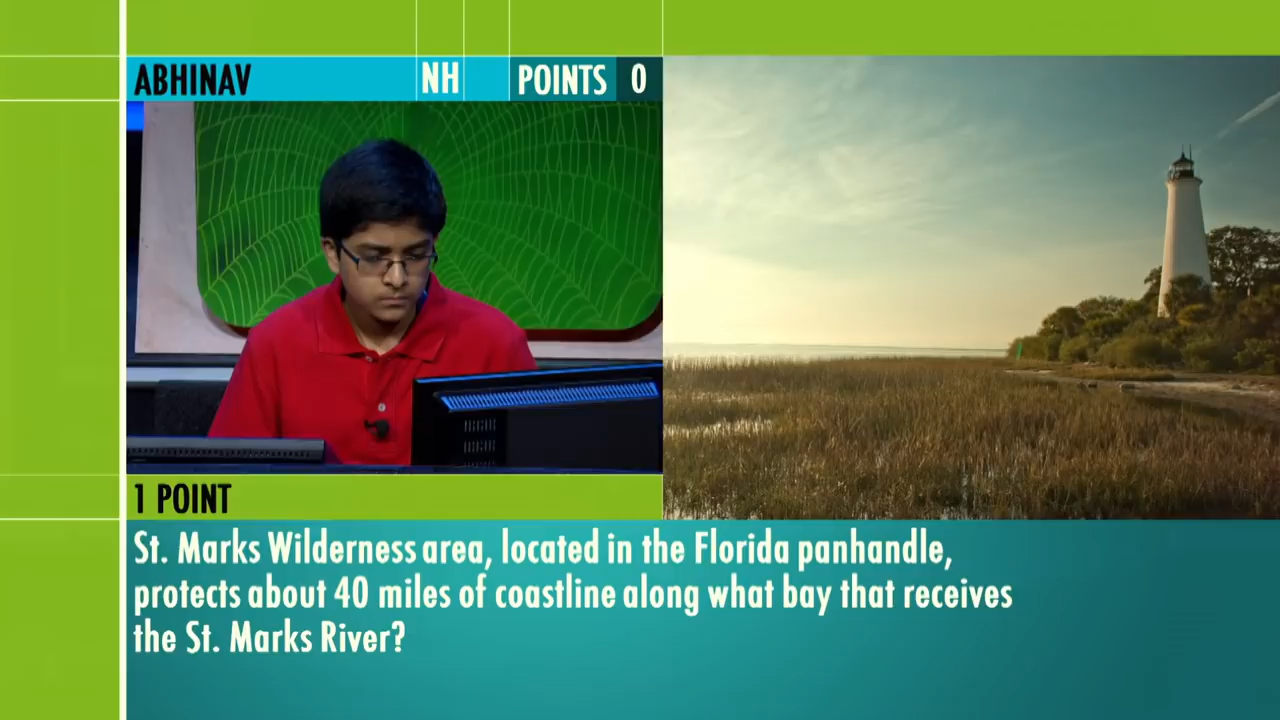 ABHINAV NH POINTS 0
1 POINT
St. Marks Wilderness area, located in the Florida panhandle,
protects about 40 miles of coastline along what bay that receives
the St. Marks River?